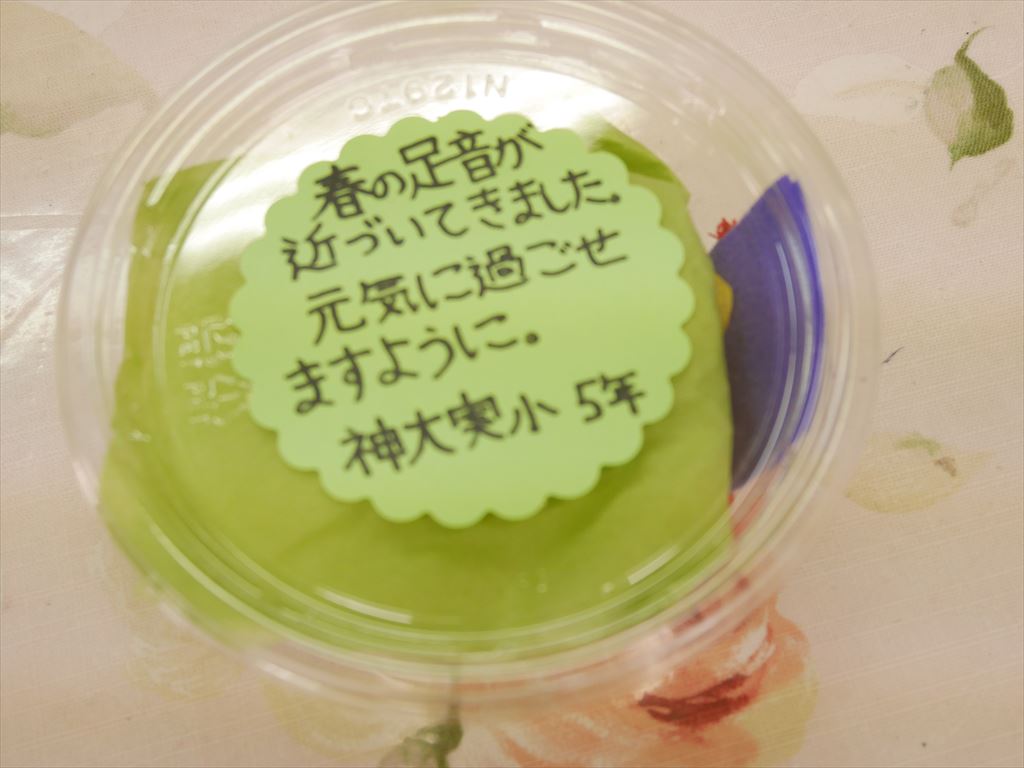 春の足音が
近づいてきました。
元気に過ごせ
ますように。
神大実小 5年
N129TC